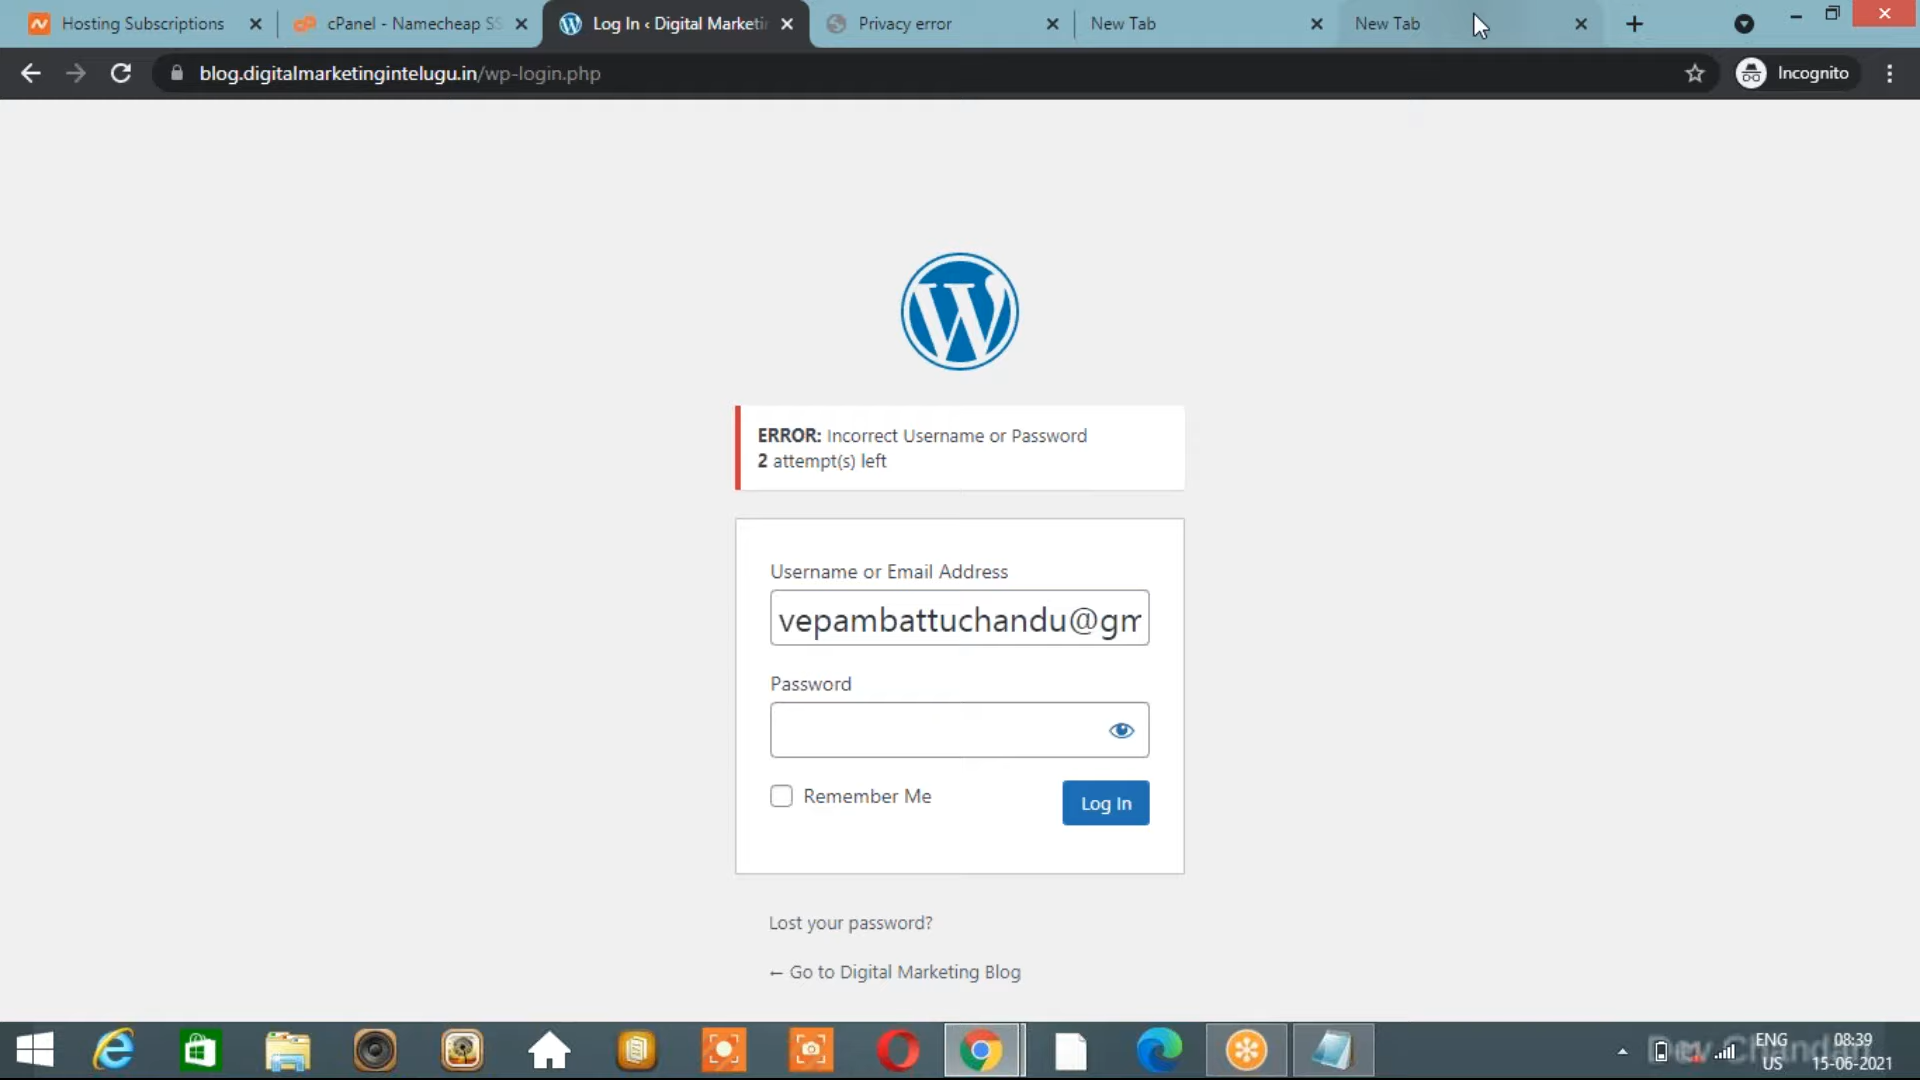 Hosting Subscriptions
cPanel - Namecheap SS
Log In ‹ Digital Marketin
Privacy error
New Tab
New Tab
blog.digitalmarketingintelugu.in/wp-login.php
Incognito
ERROR: Incorrect Username or Password
2 attempt(s) left
Username or Email Address
vepambattuchandu@gm
Password
Remember Me
Log In
Lost your password?
← Go to Digital Marketing Blog
ENG
US
08:39
15-06-2021